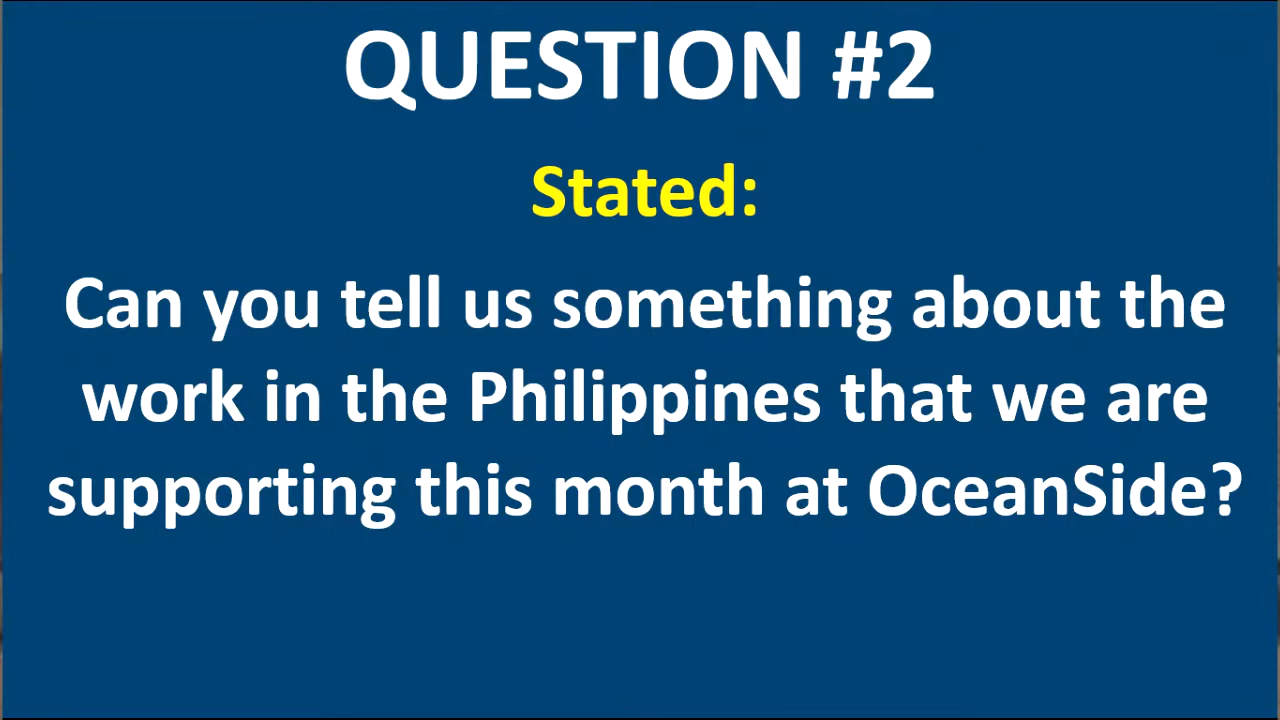 QUESTION #2
Stated:
Can you tell us something about the
work in the Philippines that we are
supporting this month at OceanSide?